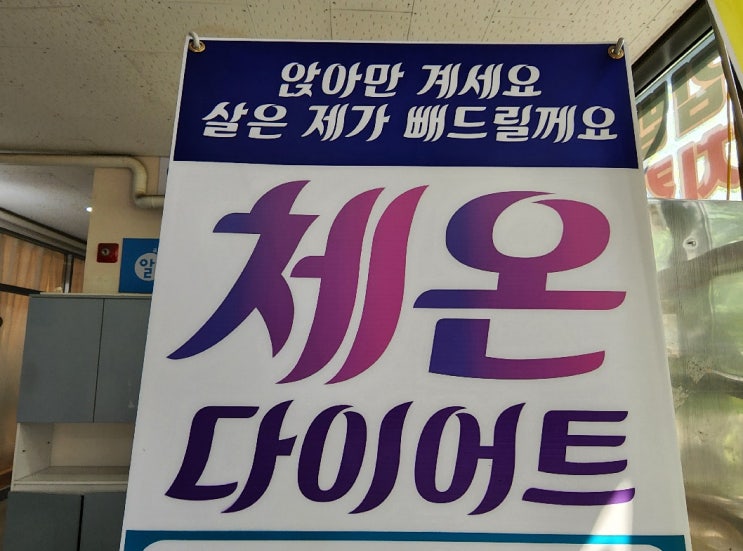 앉아만 계세요
살은 제가 빼드릴께요
체온
다이어트